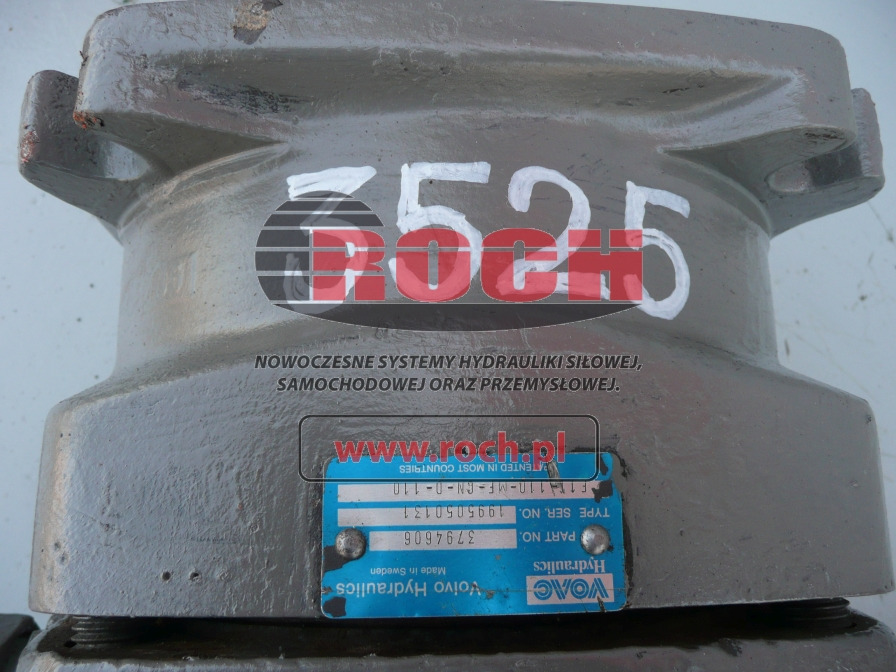 3525
ROCH
NOWOCZESNE SYSTEMY HYDRAULIKI SIŁOWEJ,
SAMOCHODOWEJ ORAZ PRZEMYSŁOWEJ.
www.roch.pl
VOAC
Hydraulics
Volvo Hydraulics
Made in Sweden
PART NO. 3794606
TYPE SER. NO. 1995050131
110-MF-CN-D-110
PATENTED IN MOST COUNTRIES